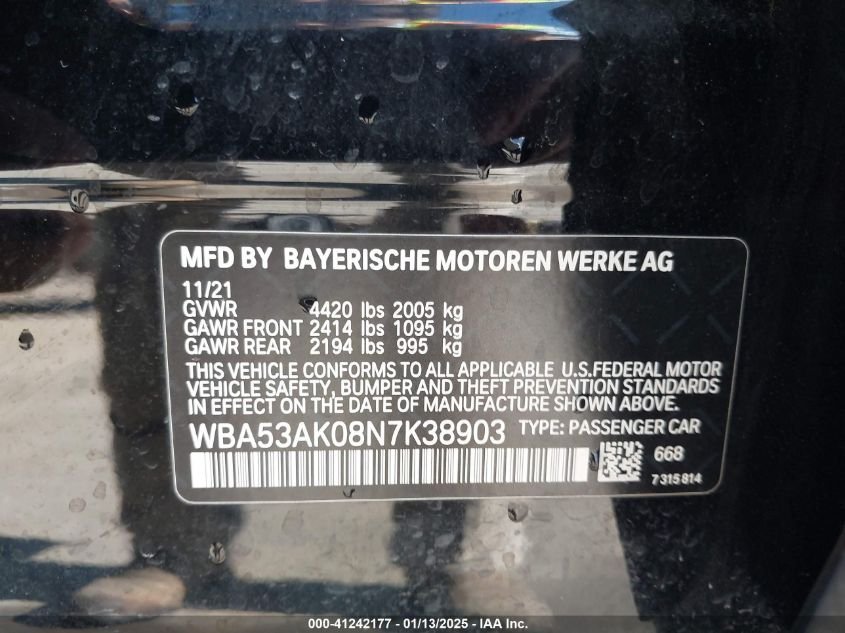 MFD BY BAYERISCHE MOTOREN WERKE AG
11/21
GVWR 4420 lbs 2005 kg
GAWR FRONT 2414 lbs 1095 kg
GAWR REAR 2194 lbs 995 kg
THIS VEHICLE CONFORMS TO ALL APPLICABLE U.S.FEDERAL MOTOR
VEHICLE SAFETY, BUMPER AND THEFT PREVENTION STANDARDS
IN EFFECT ON THE DATE OF MANUFACTURE SHOWN ABOVE.
WBA53AK08N7K38903 TYPE: PASSENGER CAR
668
7315814
000-41242177 - 01/13/2025 - IAA Inc.